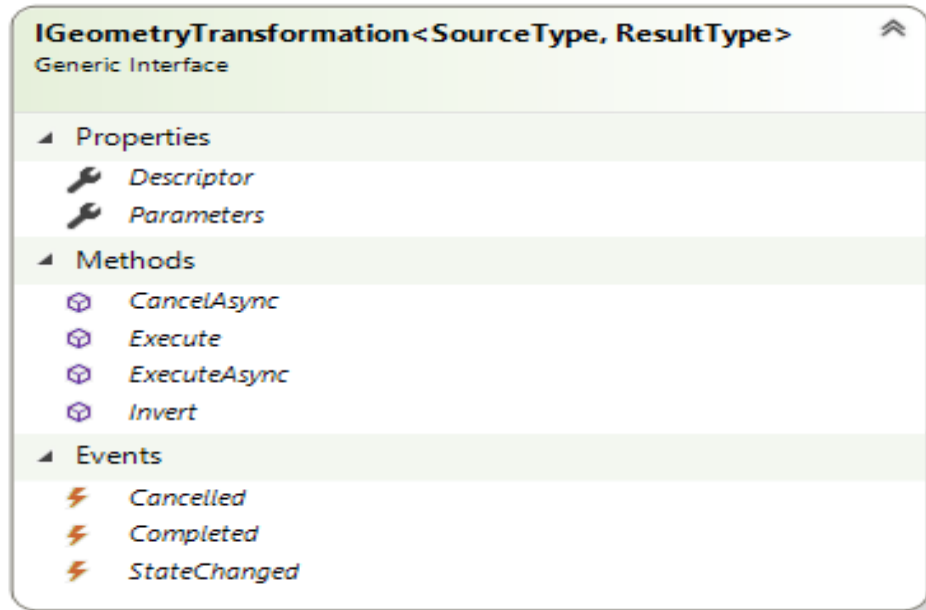 IGeometryTransformation<SourceType, ResultType>
Generic Interface
Properties
Descriptor
Parameters
Methods
CancelAsync
Execute
ExecuteAsync
Invert
Events
Cancelled
Completed
StateChanged